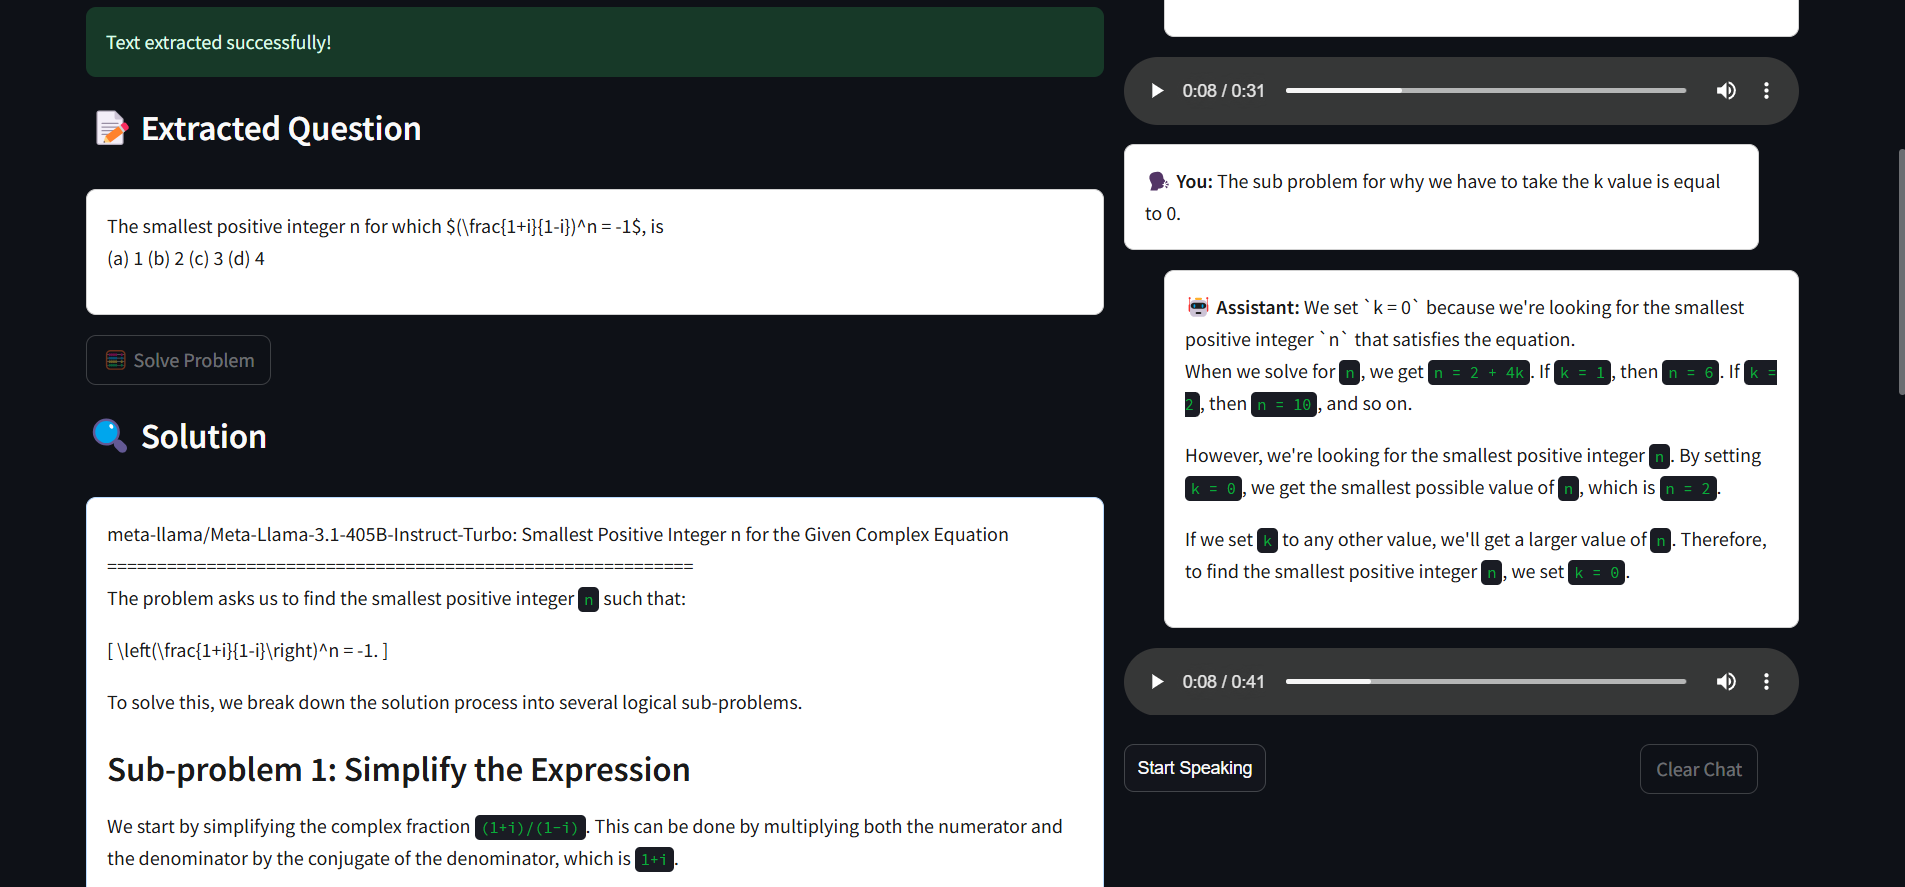 Text extracted successfully!
Extracted Question
The smallest positive integer n for which $(\frac{1+i}{1-i})^n = -1$, is
(a) 1 (b) 2 (c) 3 (d) 4
Solve Problem
Solution
meta-llama/Meta-Llama-3.1-405B-Instruct-Turbo: Smallest Positive Integer n for the Given Complex Equation
===========================================================
The problem asks us to find the smallest positive integer n such that:
[ \left(\frac{1+i}{1-i}\right)^n = -1. ]
To solve this, we break down the solution process into several logical sub-problems.
Sub-problem 1: Simplify the Expression
We start by simplifying the complex fraction (1+i)/(1-i). This can be done by multiplying both the numerator and
the denominator by the conjugate of the denominator, which is 1+i.
0:08 / 0:31
You: The sub problem for why we have to take the k value is equal
to 0.
Assistant: We set `k = 0` because we're looking for the smallest
positive integer `n` that satisfies the equation.
When we solve for n, we get n = 2 + 4k. If k = 1, then n = 6. If k =
2, then n = 10, and so on.
However, we're looking for the smallest positive integer n. By setting
k = 0, we get the smallest possible value of n, which is n = 2.
If we set k to any other value, we'll get a larger value of n. Therefore,
to find the smallest positive integer n, we set k = 0.
0:08 / 0:41
Start Speaking
Clear Chat